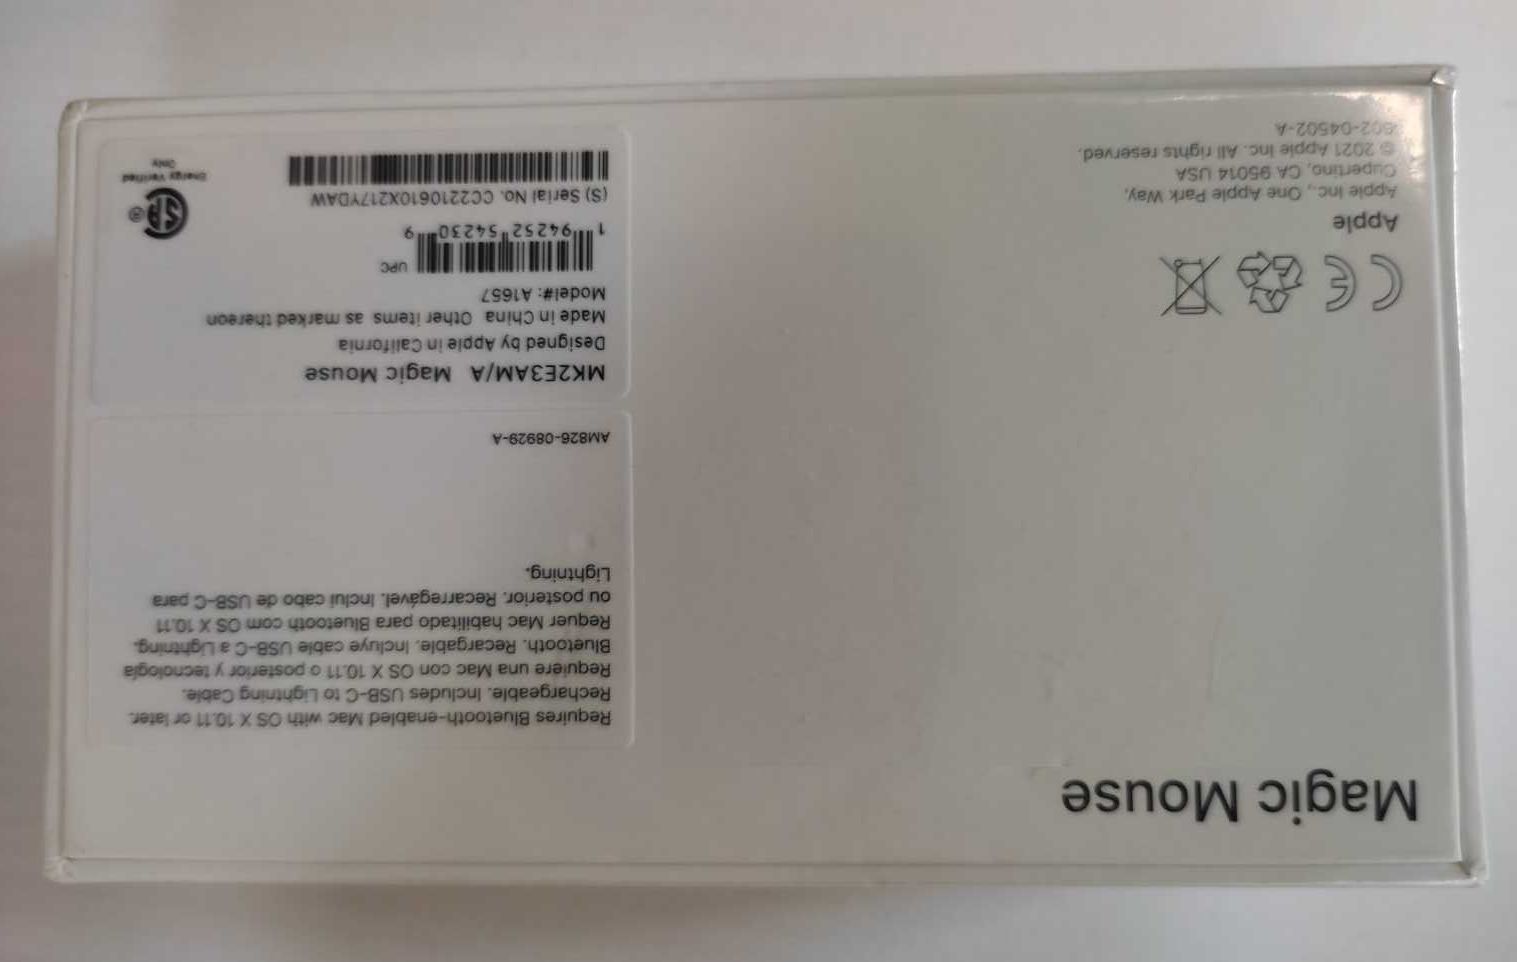 Magic Mouse
Requires Bluetooth-enabled Mac with OS X 10.11 or later.
Rechargeable. Includes USB-C to Lightning Cable.
Requiere una Mac con OS X 10.11 o posterior y tecnología
Bluetooth. Recargable. Incluye cable USB-C a Lightning.
Requer Mac habilitado para Bluetooth com OS X 10.11
ou posterior. Recarregável. Inclui cabo de USB-C para
Lightning.
AM826-08929-A
MK2E3AM/A Magic Mouse
Designed by Apple in California
Made in China Other items as marked thereon
Model#: A1657
UPC
1 94252 54230 9
(S) Serial No. CC2210610X217YDAW
SA ®
Energy Verified
Only
CE
Apple
Apple Inc., One Apple Park Way,
Cupertino, CA 95014 USA
© 2021 Apple Inc. All rights reserved.
602-04502-A